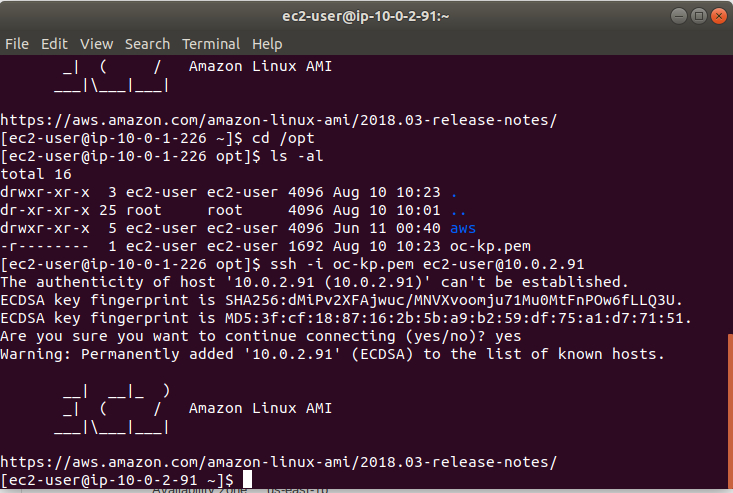 ec2-user@ip-10-0-2-91:~
File Edit View Search Terminal Help
       _|  (     /   Amazon Linux AMI
      ___|\___|___|
https://aws.amazon.com/amazon-linux-ami/2018.03-release-notes/
[ec2-user@ip-10-0-1-226 ~]$ cd /opt
[ec2-user@ip-10-0-1-226 opt]$ ls -al
total 16
drwxr-xr-x  3 ec2-user ec2-user 4096 Aug 10 10:23 .
dr-xr-xr-x 25 root     root     4096 Aug 10 10:01 ..
drwxr-xr-x  5 ec2-user ec2-user 4096 Jun 11 00:40 aws
-r--------  1 ec2-user ec2-user 1692 Aug 10 10:23 oc-kp.pem
[ec2-user@ip-10-0-1-226 opt]$ ssh -i oc-kp.pem ec2-user@10.0.2.91
The authenticity of host '10.0.2.91 (10.0.2.91)' can't be established.
ECDSA key fingerprint is SHA256:dMiPv2XFAjwuc/MNVXvoomju71Mu0MtFnPOw6fLLQ3U.
ECDSA key fingerprint is MD5:3f:cf:18:87:16:2b:5b:a9:b2:59:df:75:a1:d7:71:51.
Are you sure you want to continue connecting (yes/no)? yes
Warning: Permanently added '10.0.2.91' (ECDSA) to the list of known hosts.
       __|  __|_  )
       _|  (     /   Amazon Linux AMI
      ___|\___|___|
https://aws.amazon.com/amazon-linux-ami/2018.03-release-notes/
[ec2-user@ip-10-0-2-91 ~]$